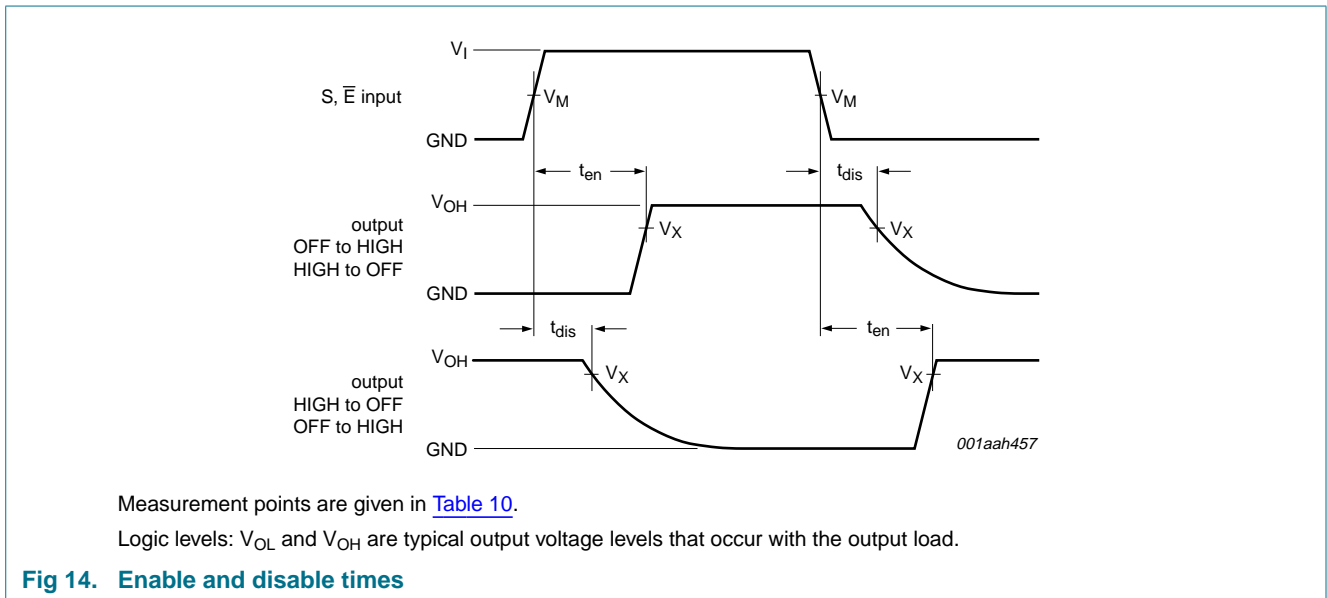 V_I
S, E̅ input
V_M
V_M
GND
t_en
t_dis
V_OH
output
OFF to HIGH
HIGH to OFF
V_X
V_X
GND
t_dis
t_en
V_OH
output
HIGH to OFF
OFF to HIGH
V_X
V_X
GND
001aah457
Measurement points are given in Table 10.
Logic levels: V_OL and V_OH are typical output voltage levels that occur with the output load.
Fig 14. Enable and disable times